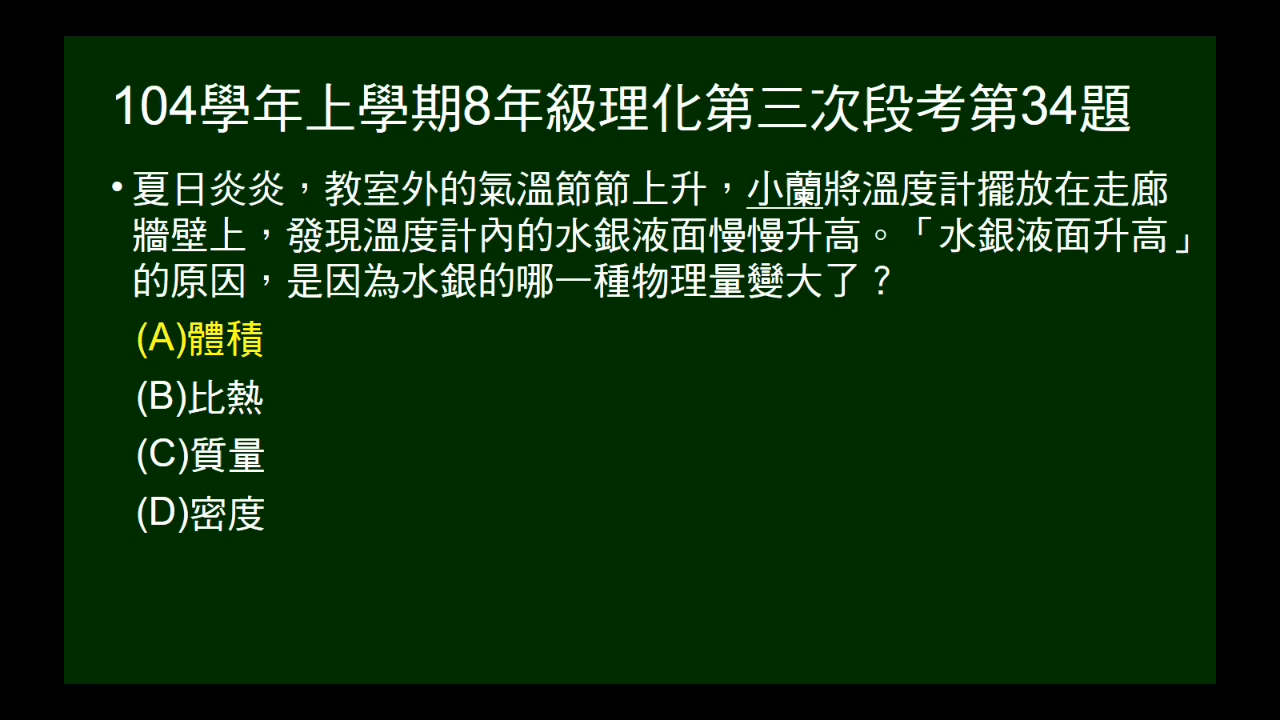 104學年上學期8年級理化第三次段考第34題
•夏日炎炎，教室外的氣溫節節上升，小蘭將溫度計擺放在走廊
牆壁上，發現溫度計內的水銀液面慢慢升高。「水銀液面升高」
的原因，是因為水銀的哪一種物理量變大了？
(A)體積
(B)比熱
(C)質量
(D)密度